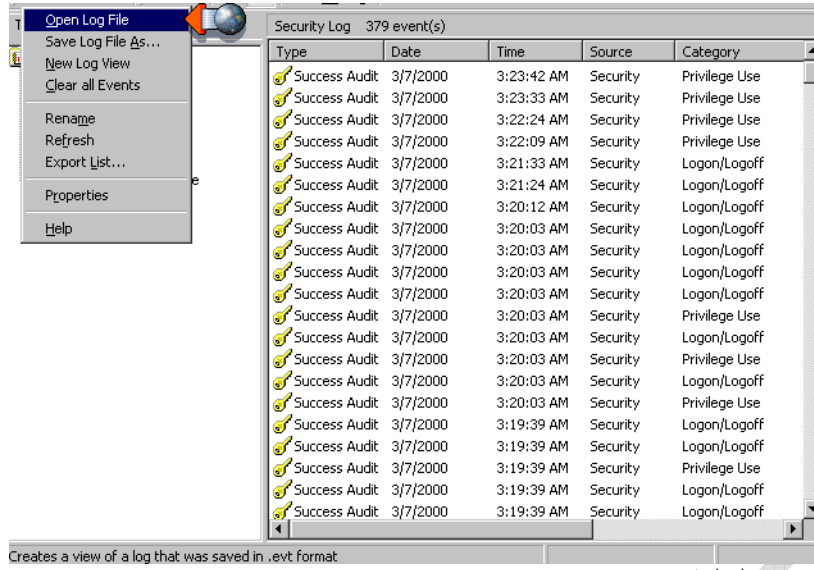 Open Log File
Save Log File As...
New Log View
Clear all Events
Rename
Refresh
Export List...
Properties
Help
Security Log 379 event(s)
Type Date Time Source Category
Success Audit 3/7/2000 3:23:42 AM Security Privilege Use
Success Audit 3/7/2000 3:23:33 AM Security Privilege Use
Success Audit 3/7/2000 3:22:24 AM Security Privilege Use
Success Audit 3/7/2000 3:22:09 AM Security Privilege Use
Success Audit 3/7/2000 3:21:33 AM Security Logon/Logoff
Success Audit 3/7/2000 3:21:24 AM Security Logon/Logoff
Success Audit 3/7/2000 3:20:12 AM Security Logon/Logoff
Success Audit 3/7/2000 3:20:03 AM Security Logon/Logoff
Success Audit 3/7/2000 3:20:03 AM Security Logon/Logoff
Success Audit 3/7/2000 3:20:03 AM Security Logon/Logoff
Success Audit 3/7/2000 3:20:03 AM Security Logon/Logoff
Success Audit 3/7/2000 3:20:03 AM Security Privilege Use
Success Audit 3/7/2000 3:20:03 AM Security Logon/Logoff
Success Audit 3/7/2000 3:20:03 AM Security Privilege Use
Success Audit 3/7/2000 3:20:03 AM Security Logon/Logoff
Success Audit 3/7/2000 3:20:03 AM Security Privilege Use
Success Audit 3/7/2000 3:19:39 AM Security Logon/Logoff
Success Audit 3/7/2000 3:19:39 AM Security Logon/Logoff
Success Audit 3/7/2000 3:19:39 AM Security Privilege Use
Success Audit 3/7/2000 3:19:39 AM Security Logon/Logoff
Success Audit 3/7/2000 3:19:39 AM Security Logon/Logoff
Creates a view of a log that was saved in .evt format